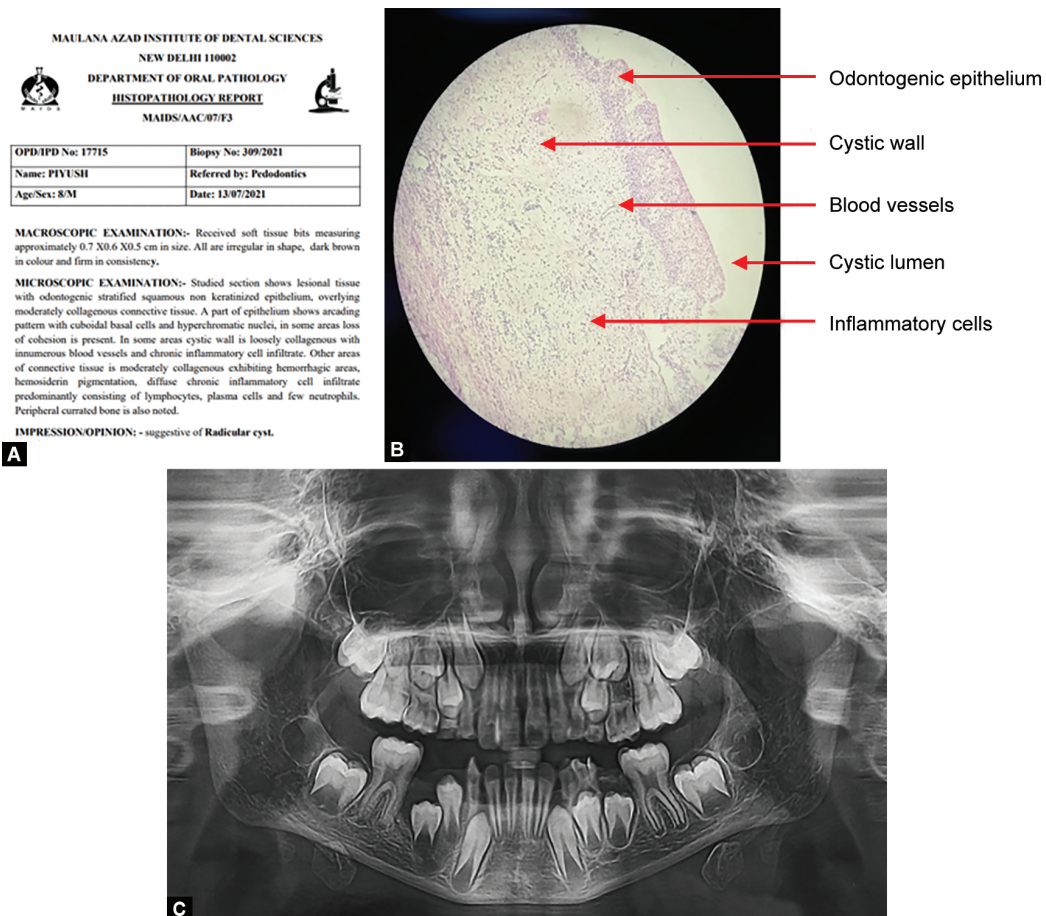 MAULANA AZAD INSTITUTE OF DENTAL SCIENCES
NEW DELHI 110002
DEPARTMENT OF ORAL PATHOLOGY
HISTOPATHOLOGY REPORT
MAIDS/AAC/07/F3
M A I D S
OPD/IPD No: 17715
Biopsy No: 309/2021
Name: PIYUSH
Referred by: Pedodontics
Age/Sex: 8/M
Date: 13/07/2021
MACROSCOPIC EXAMINATION:- Received soft tissue bits measuring
approximately 0.7 X0.6 X0.5 cm in size. All are irregular in shape, dark brown
in colour and firm in consistency.
MICROSCOPIC EXAMINATION:- Studied section shows lesional tissue
with odontogenic stratified squamous non keratinized epithelium, overlying
moderately collagenous connective tissue. A part of epithelium shows arcading
pattern with cuboidal basal cells and hyperchromatic nuclei, in some areas loss
of cohesion is present. In some areas cystic wall is loosely collagenous with
innumerous blood vessels and chronic inflammatory cell infiltrate. Other areas
of connective tissue is moderately collagenous exhibiting hemorrhagic areas,
hemosiderin pigmentation, diffuse chronic inflammatory cell infiltrate
predominantly consisting of lymphocytes, plasma cells and few neutrophils.
Peripheral currated bone is also noted.
IMPRESSION/OPINION: - suggestive of Radicular cyst.
A
Odontogenic epithelium
Cystic wall
Blood vessels
Cystic lumen
Inflammatory cells
B
C